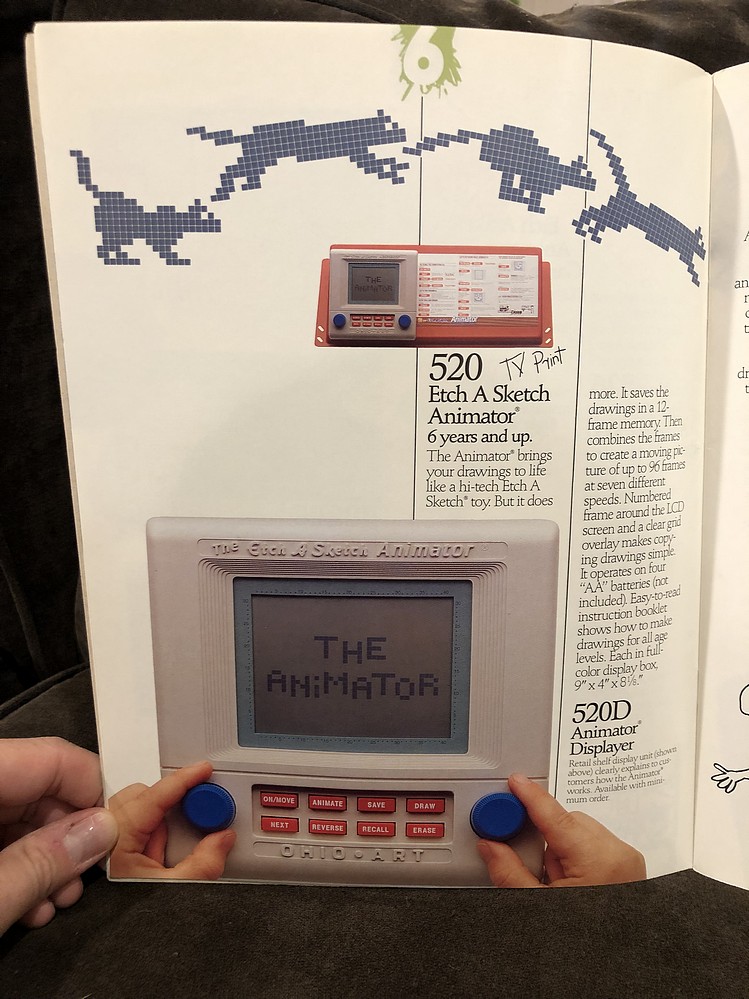 6
THE
ANIMATOR
Animator
520 TV Print
Etch A Sketch
Animator®
6 years and up.
The Animator® brings
your drawings to life
like a hi-tech Etch A
Sketch® toy. But it does
more. It saves the
drawings in a 12-
frame memory. Then
combines the frames
to create a moving pic-
ture of up to 96 frames
at seven different
speeds. Numbered
frame around the LCD
screen and a clear grid
overlay makes copy-
ing drawings simple.
It operates on four
"AA" batteries (not
included). Easy-to-read
instruction booklet
shows how to make
drawings for all age
levels. Each in full-
color display box,
9" x 4" x 8⅛."
520D
Animator®
Displayer
Retail shelf display unit (shown
above) clearly explains to cus-
tomers how the Animator®
works. Available with mini-
mum order.
The Etch A Sketch Animator
THE
ANiMATOR
ON/MOVE ANIMATE SAVE DRAW
NEXT REVERSE RECALL ERASE
OHIO ART